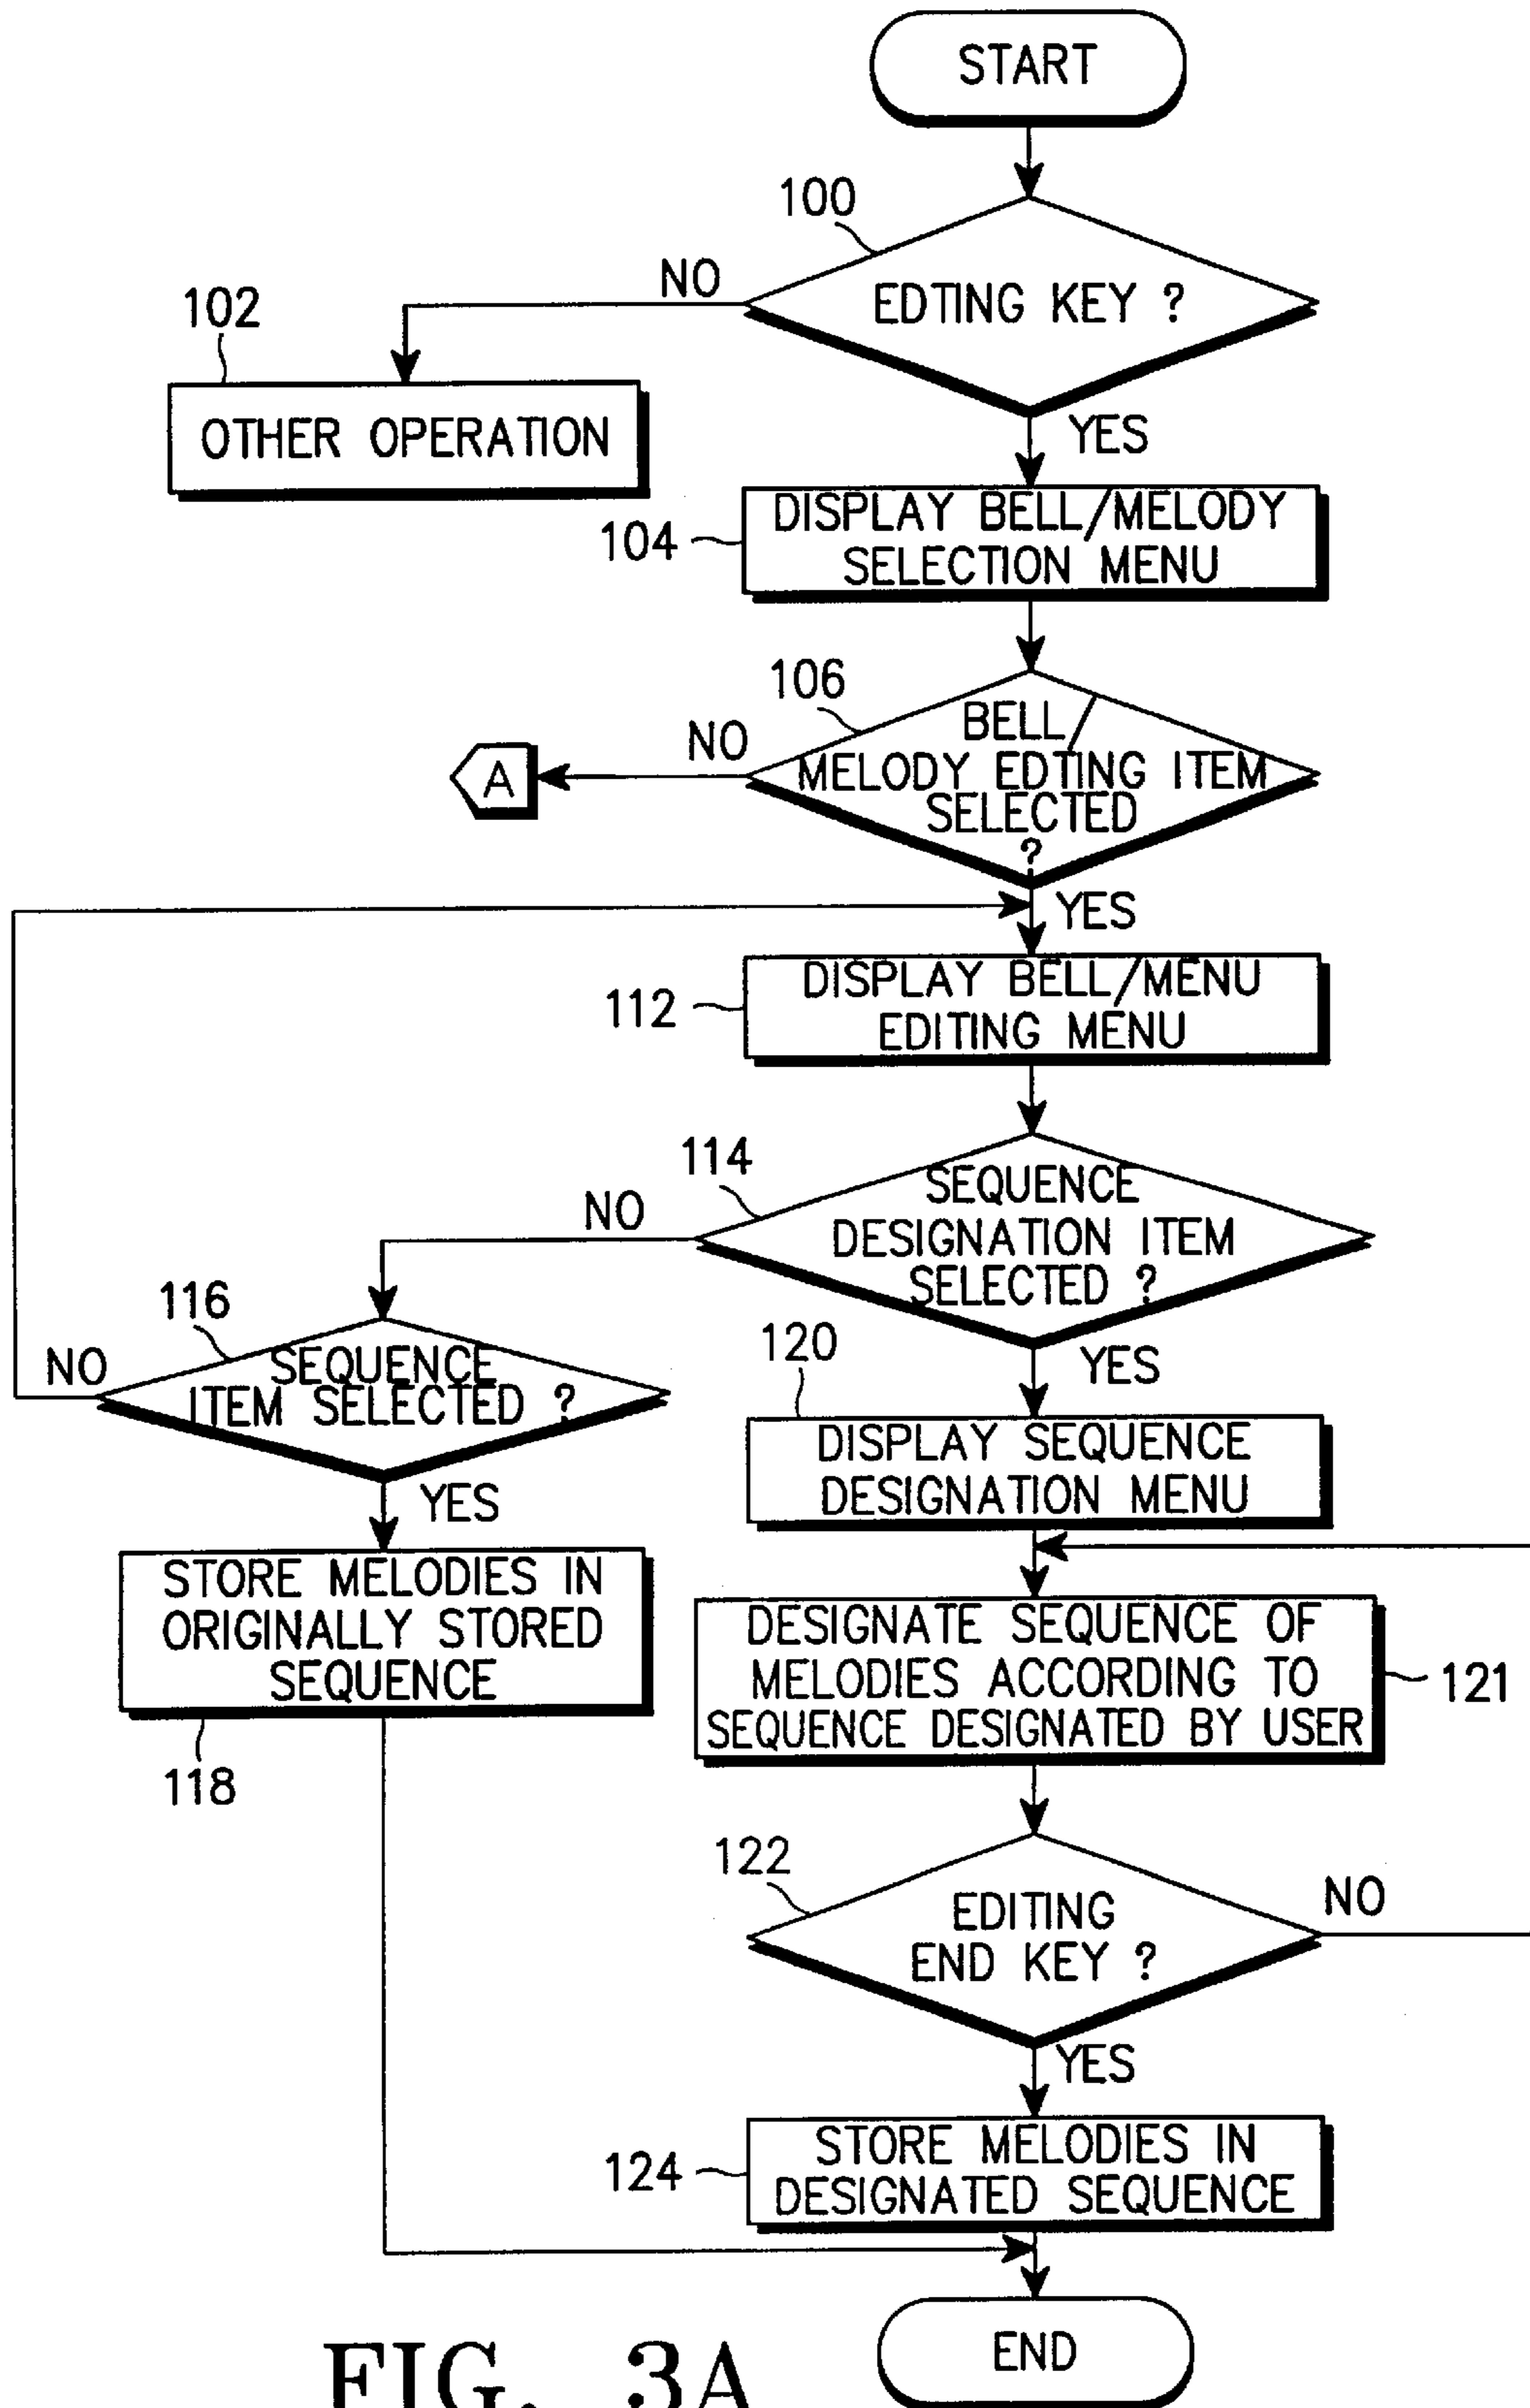 START
100
EDTING KEY ?
NO
102
OTHER OPERATION
YES
104
DISPLAY BELL/MELODY
SELECTION MENU
106
BELL/
MELODY EDTING ITEM
SELECTED
?
NO
A
YES
112
DISPLAY BELL/MENU
EDITING MENU
114
SEQUENCE
DESIGNATION ITEM
SELECTED ?
NO
116
SEQUENCE
ITEM SELECTED ?
NO
YES
120
DISPLAY SEQUENCE
DESIGNATION MENU
YES
STORE MELODIES IN
ORIGINALLY STORED
SEQUENCE
118
DESIGNATE SEQUENCE OF
MELODIES ACCORDING TO
SEQUENCE DESIGNATED BY USER
121
122
EDITING
END KEY ?
NO
YES
124
STORE MELODIES IN
DESIGNATED SEQUENCE
END
FIG. 3A